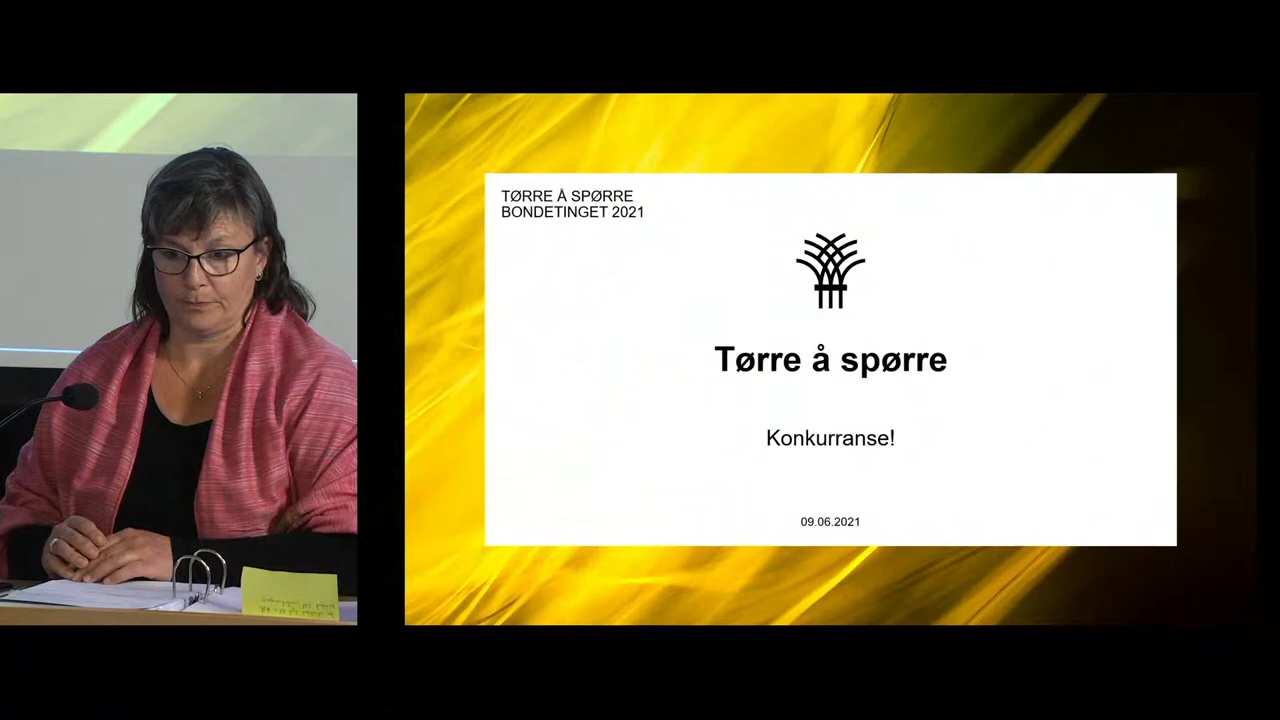 TØRRE Å SPØRRE
BONDETINGET 2021
Tørre å spørre
Konkurranse!
09.06.2021